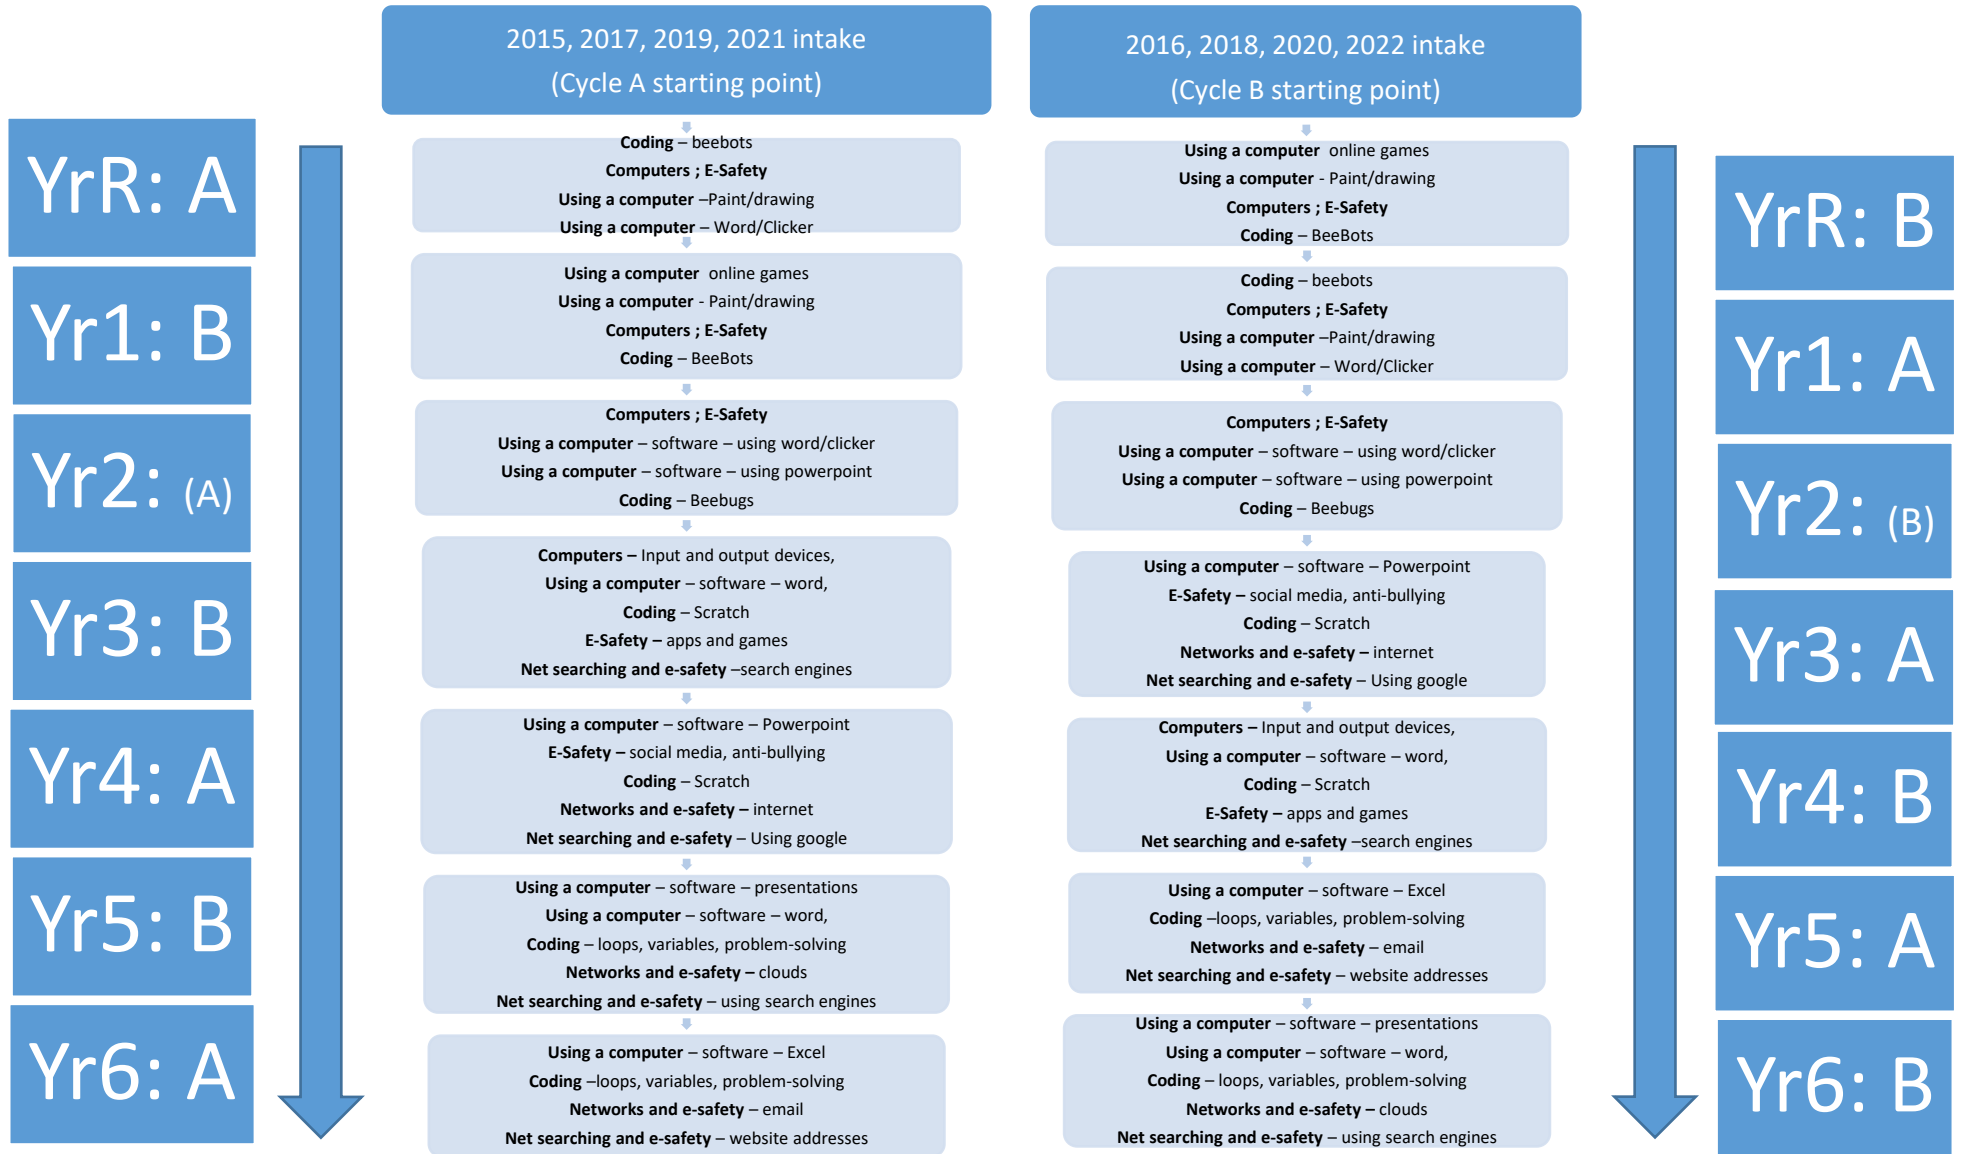 2015, 2017, 2019, 2021 intake
(Cycle A starting point)
2016, 2018, 2020, 2022 intake
(Cycle B starting point)
YrR: A
Yr1: B
Yr2: (A)
Yr3: B
Yr4: A
Yr5: B
Yr6: A
Coding – beebots
Computers ; E-Safety
Using a computer –Paint/drawing
Using a computer – Word/Clicker
Using a computer  online games
Using a computer - Paint/drawing
Computers ; E-Safety
Coding – BeeBots
Computers ; E-Safety
Using a computer – software – using word/clicker
Using a computer – software – using powerpoint
Coding – Beebugs
Computers – Input and output devices,
Using a computer – software – word,
Coding – Scratch
E-Safety – apps and games
Net searching and e-safety –search engines
Using a computer – software – Powerpoint
E-Safety – social media, anti-bullying
Coding – Scratch
Networks and e-safety – internet
Net searching and e-safety – Using google
Using a computer – software – presentations
Using a computer – software – word,
Coding – loops, variables, problem-solving
Networks and e-safety – clouds
Net searching and e-safety – using search engines
Using a computer – software – Excel
Coding –loops, variables, problem-solving
Networks and e-safety – email
Net searching and e-safety – website addresses
Using a computer  online games
Using a computer - Paint/drawing
Computers ; E-Safety
Coding – BeeBots
Coding – beebots
Computers ; E-Safety
Using a computer –Paint/drawing
Using a computer – Word/Clicker
Computers ; E-Safety
Using a computer – software – using word/clicker
Using a computer – software – using powerpoint
Coding – Beebugs
Using a computer – software – Powerpoint
E-Safety – social media, anti-bullying
Coding – Scratch
Networks and e-safety – internet
Net searching and e-safety – Using google
Computers – Input and output devices,
Using a computer – software – word,
Coding – Scratch
E-Safety – apps and games
Net searching and e-safety –search engines
Using a computer – software – Excel
Coding –loops, variables, problem-solving
Networks and e-safety – email
Net searching and e-safety – website addresses
Using a computer – software – presentations
Using a computer – software – word,
Coding – loops, variables, problem-solving
Networks and e-safety – clouds
Net searching and e-safety – using search engines
YrR: B
Yr1: A
Yr2: (B)
Yr3: A
Yr4: B
Yr5: A
Yr6: B